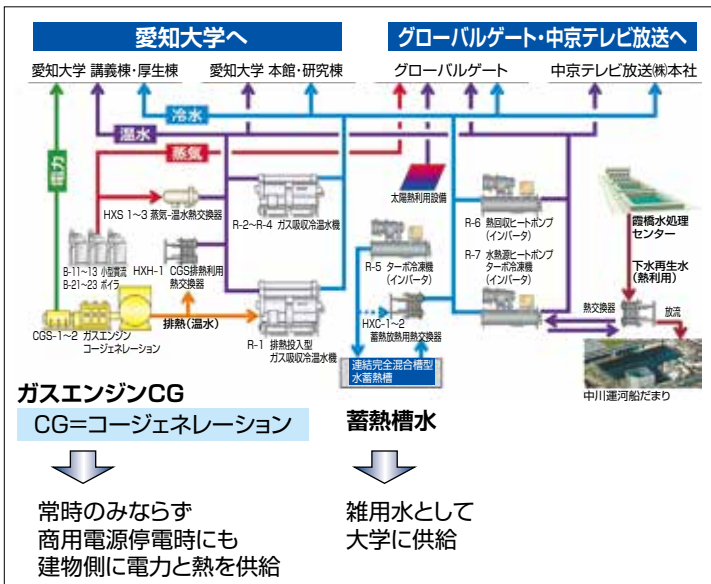 愛知大学へ
グローバルゲート・中京テレビ放送へ
愛知大学 講義棟・厚生棟
愛知大学 本館・研究棟
グローバルゲート
中京テレビ放送㈱本社
冷水
温水
蒸気
電力
HXS 1~3 蒸気-温水熱交換器
R-2~R-4 ガス吸収冷温水機
太陽熱利用設備
R-6 熱回収ヒートポンプ
(インバータ)
R-7 水熱源ヒートポンプ
ターボ冷凍機
(インバータ)
霞橋水処理
センター
下水再生水
(熱利用)
B-11~13 小型貫流
B-21~23 ボイラ
HXH-1 CGS排熱利用
熱交換器
R-5 ターボ冷凍機
(インバータ)
熱交換器
放流
CGS-1~2 ガスエンジン
コージェネレーション
排熱(温水)
R-1 排熱投入型
ガス吸収冷温水機
HXC-1~2
蓄熱放熱用熱交換器
連結完全混合槽型
水蓄熱槽
中川運河船だまり
ガスエンジンCG
CG=コージェネレーション
常時のみならず
商用電源停電時にも
建物側に電力と熱を供給
蓄熱槽水
雑用水として
大学に供給